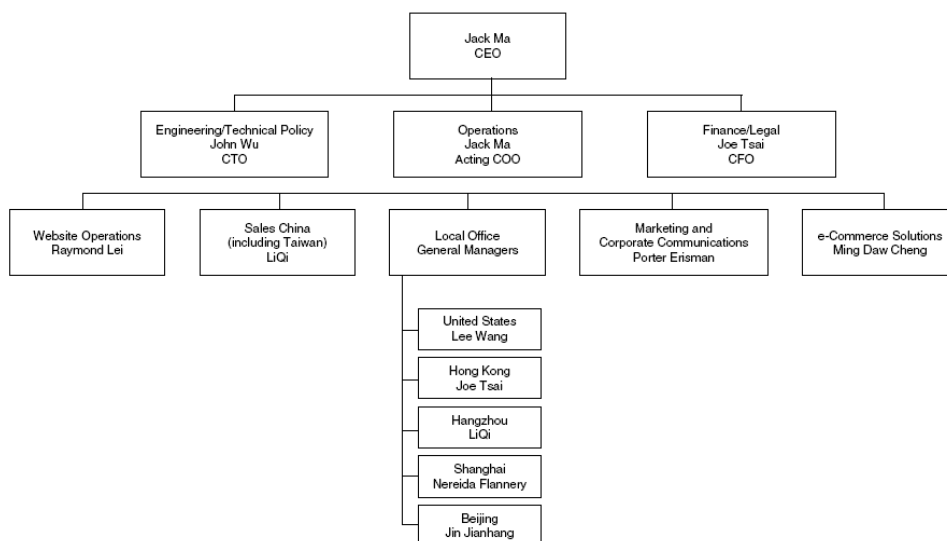 Jack Ma
CEO
Engineering/Technical Policy
John Wu
CTO
Operations
Jack Ma
Acting COO
Finance/Legal
Joe Tsai
CFO
Website Operations
Raymond Lei
Sales China
(including Taiwan)
LiQi
Local Office
General Managers
Marketing and
Corporate Communications
Porter Erisman
e-Commerce Solutions
Ming Daw Cheng
United States
Lee Wang
Hong Kong
Joe Tsai
Hangzhou
LiQi
Shanghai
Nereida Flannery
Beijing
Jin Jianhang